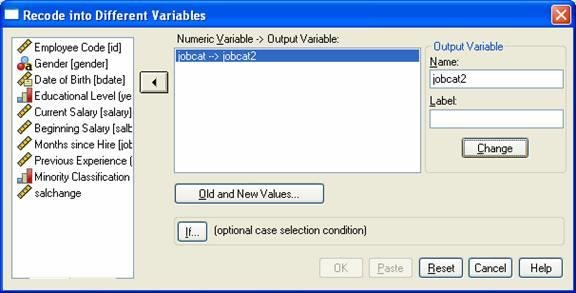 Recode into Different Variables
Employee Code [id]
Gender [gender]
Date of Birth [bdate]
Educational Level (ye
Current Salary [salary]
Beginning Salary [salb
Months since Hire [job
Previous Experience (
Minority Classification
salchange
Numeric Variable -> Output Variable:
jobcat --> jobcat2
Output Variable
Name:
jobcat2
Label:
Change
Old and New Values...
If...
(optional case selection condition)
OK
Paste
Reset
Cancel
Help